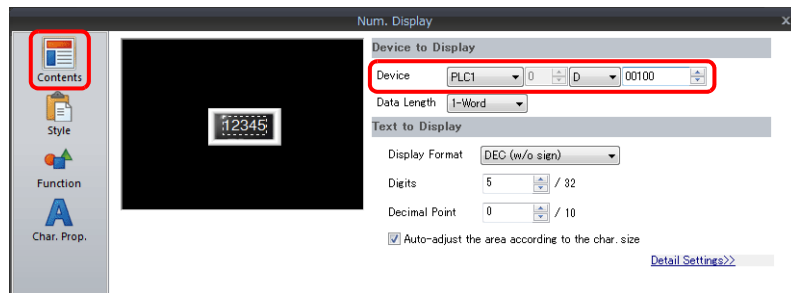 Num. Display x
Contents
Style
Function
Char. Prop.
12345
Device to Display
Device PLC1 0 D 00100
Data Length 1-Word
Text to Display
Display Format DEC (w/o sign)
Digits 5 / 32
Decimal Point 0 / 10
Auto-adjust the area according to the char. size
Detail Settings>>